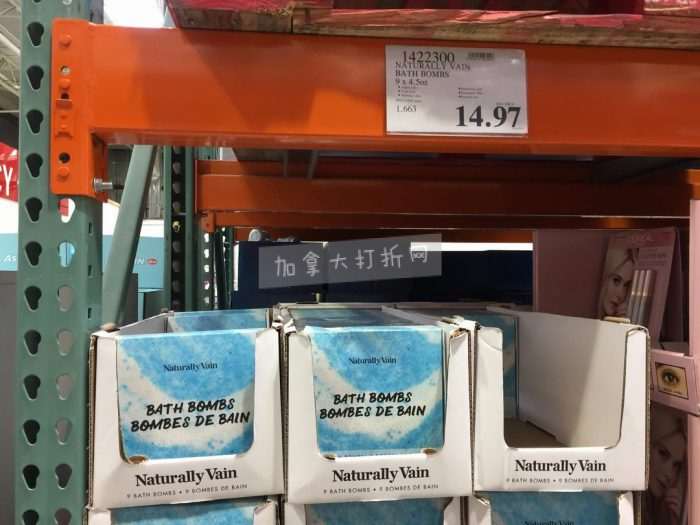 1422300
NATURALLY VAIN
BATH BOMBS
9 x 4.5oz
1.663
14.97
CY
As
加拿大打折网
Naturally Vain
BATH BOMBS
BOMBES DE BAIN
Naturally Vain
9 BATH BOMBS • 9 BOMBES DE BAIN
Naturally Vain
BATH BOMBS
BOMBES DE BAIN
Naturally Vain
9 BATH BOMBS • 9 BOMBES DE BAIN
Naturally Vain
9 BATH BOMBS • 9 BOMBES DE BAIN